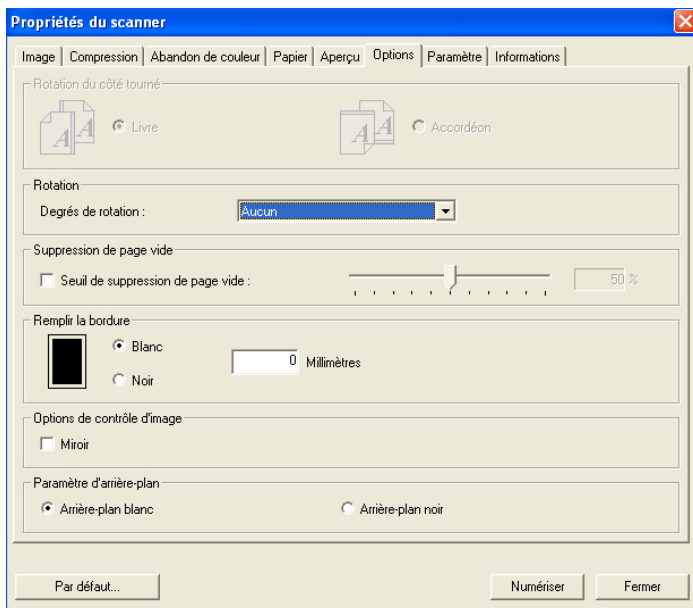 Propriétés du scanner
Image Compression Abandon de couleur Papier Aperçu Options Paramètre Informations
Rotation du côté tourné
A A Livre A A Accordéon
Rotation
Degrés de rotation : Aucun
Suppression de page vide
Seuil de suppression de page vide : 50 %
Remplir la bordure
Blanc
0 Millimètres
Noir
Options de contrôle d'image
Miroir
Paramètre d'arrière-plan
Arrière-plan blanc Arrière-plan noir
Par défaut... Numériser Fermer